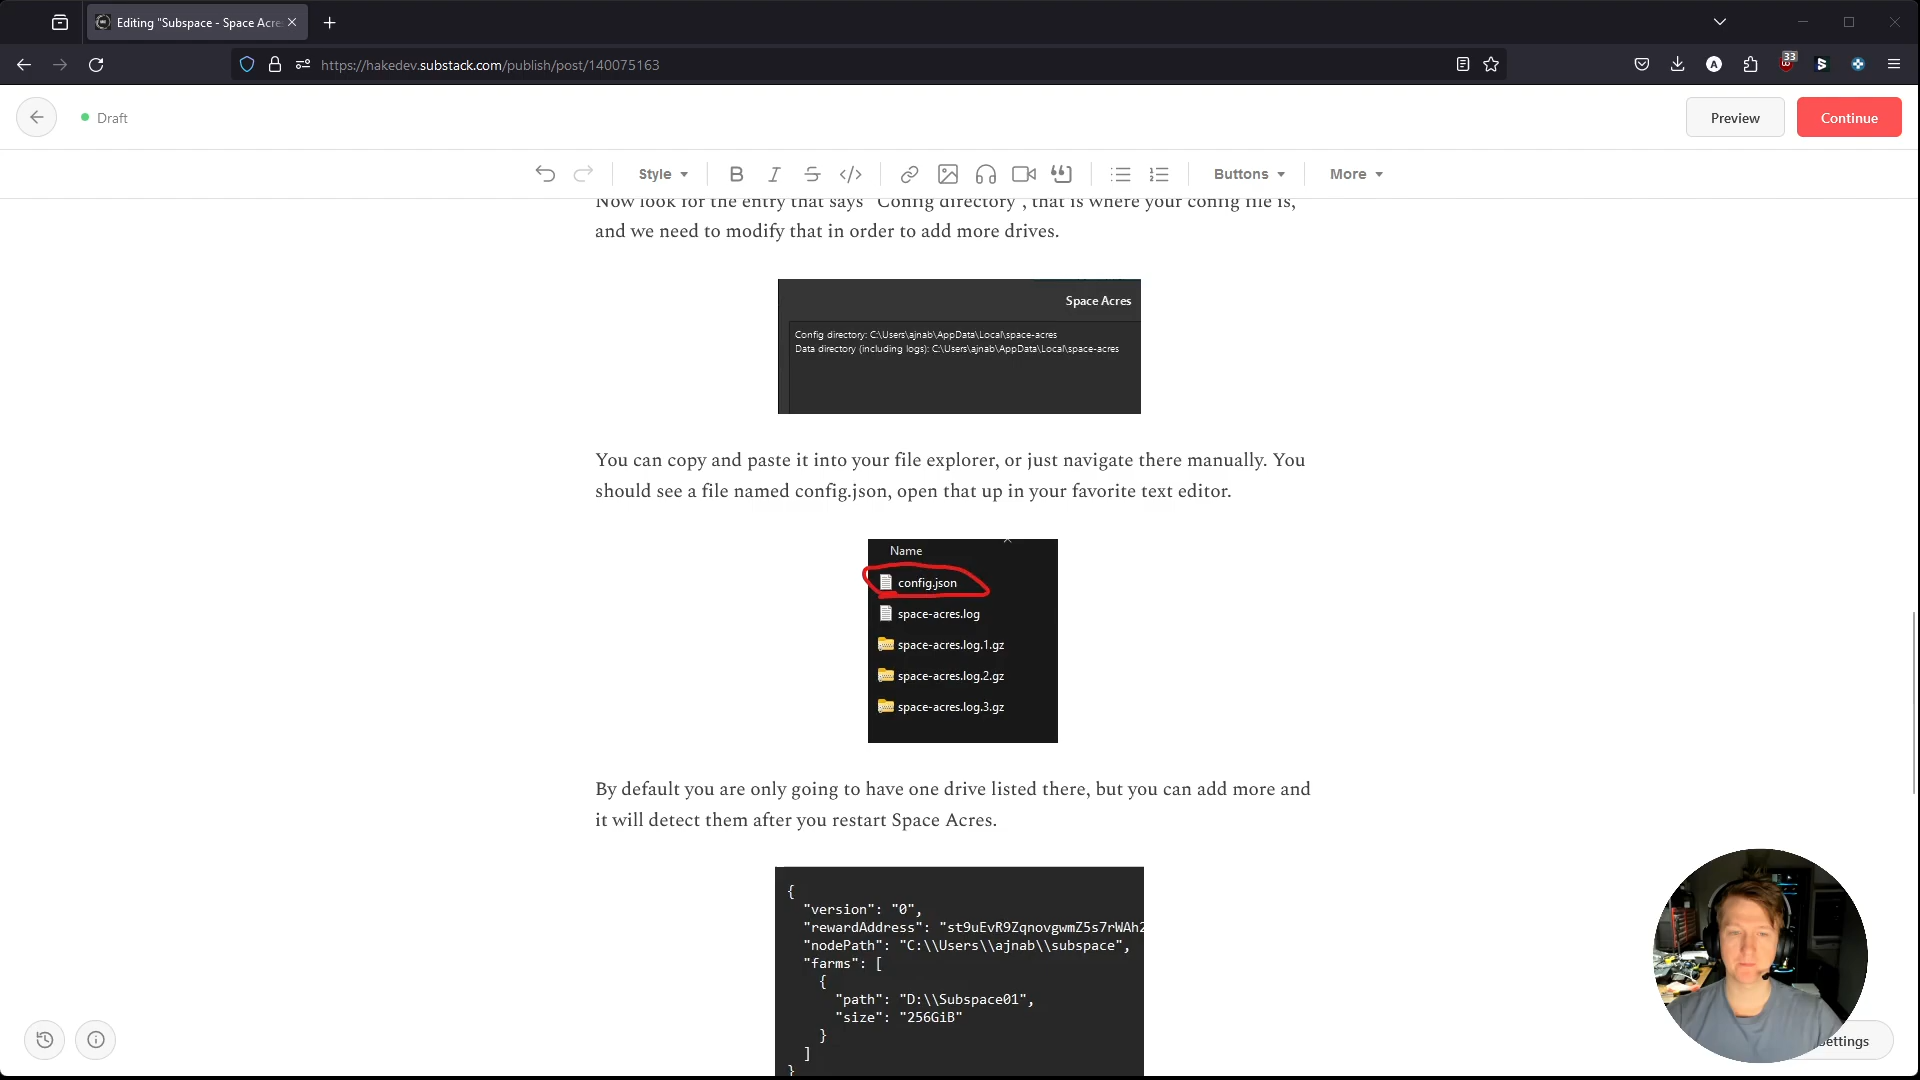 Editing "Subspace - Space Acre
https://hakedev.substack.com/publish/post/140075163
33
Draft
Preview
Continue
Style
Buttons
More
Now look for the entry that says "Config directory", that is where your config file is,
and we need to modify that in order to add more drives.
Space Acres
Config directory: C:\Users\ajnab\AppData\Local\space-acres
Data directory (including logs): C:\Users\ajnab\AppData\Local\space-acres
You can copy and paste it into your file explorer, or just navigate there manually. You
should see a file named config.json, open that up in your favorite text editor.
Name
config.json
space-acres.log
space-acres.log.1.gz
space-acres.log.2.gz
space-acres.log.3.gz
By default you are only going to have one drive listed there, but you can add more and
it will detect them after you restart Space Acres.
{
"version": "0",
"rewardAddress": "st9uEvR9ZqnovgwmZ5s7rWAh2
"nodePath": "C:\\Users\\ajnab\\subspace",
"farms": [
{
"path": "D:\\Subspace01",
"size": "256GiB"
}
]
}
Settings